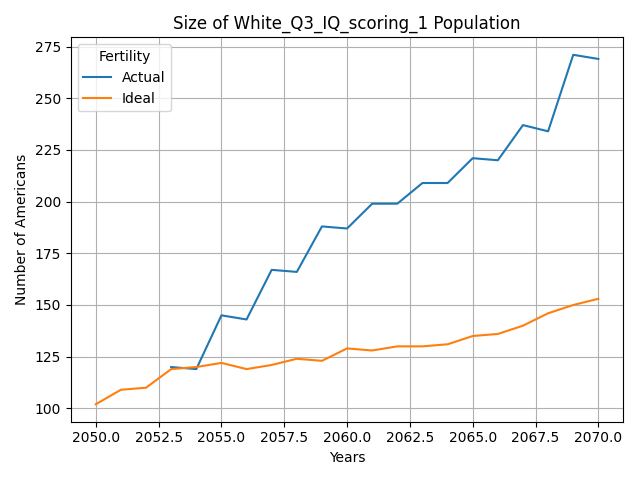 Size of White_Q3_IQ_scoring_1 Population
Fertility
Actual
Ideal
Number of Americans
275
250
225
200
175
150
125
100
2050.0 2052.5 2055.0 2057.5 2060.0 2062.5 2065.0 2067.5 2070.0
Years